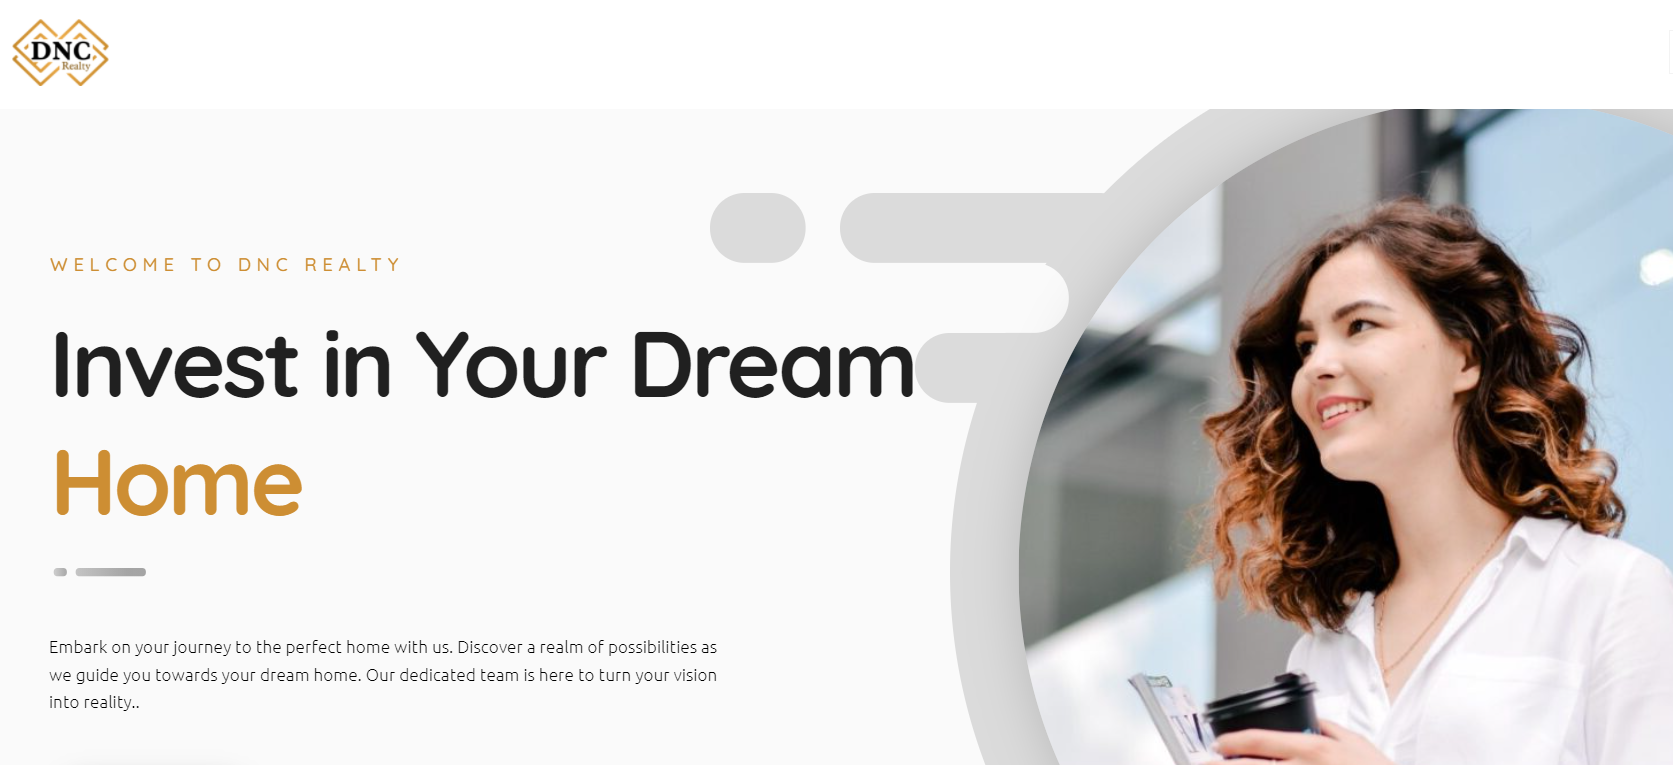 DNC
Realty
WELCOME TO DNC REALTY
Invest in Your Dream
Home
Embark on your journey to the perfect home with us. Discover a realm of possibilities as
we guide you towards your dream home. Our dedicated team is here to turn your vision
into reality..